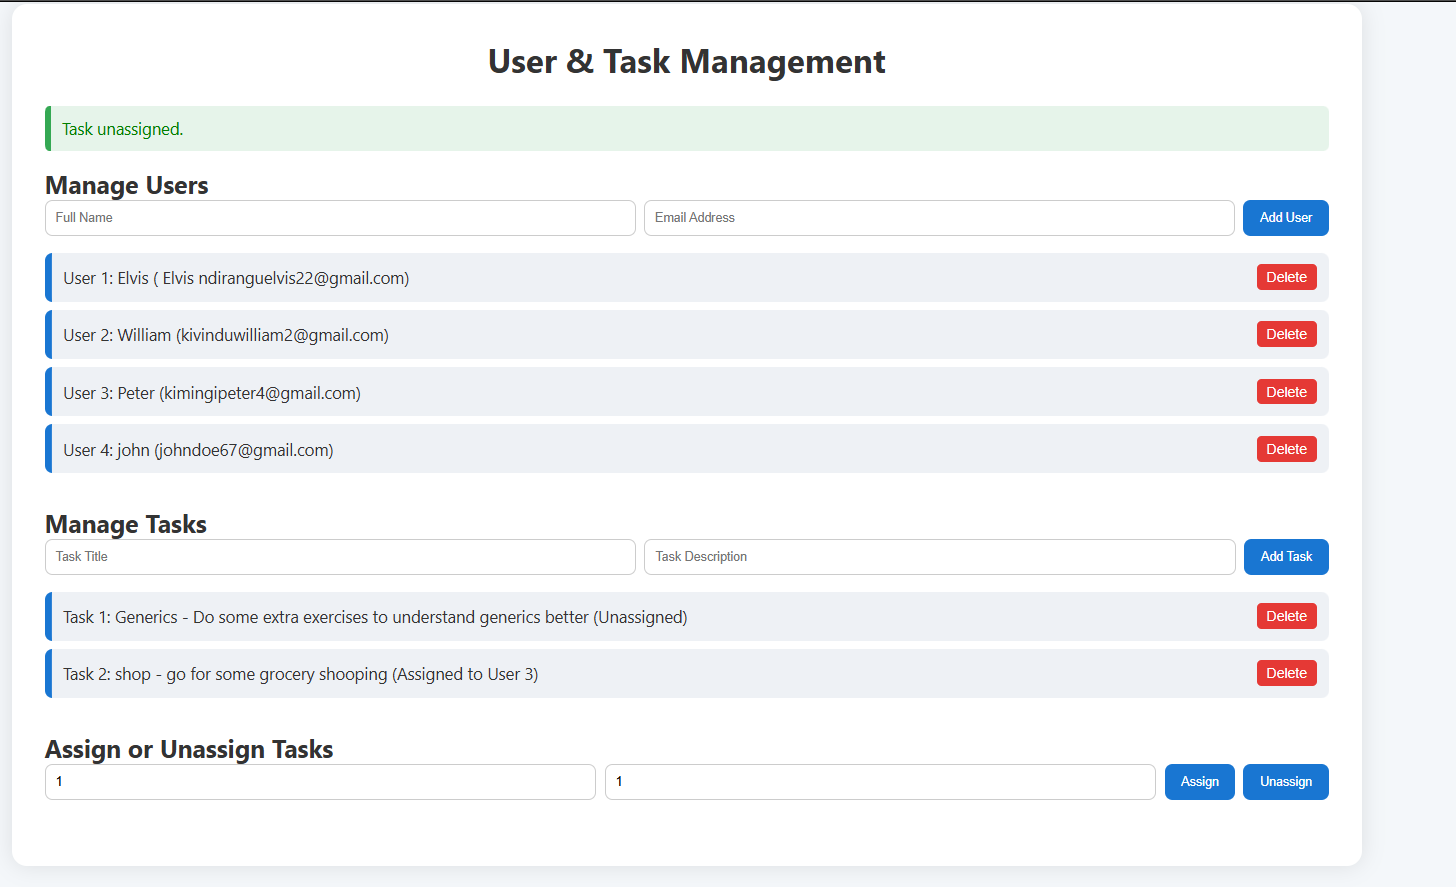 User & Task Management
Task unassigned.
Manage Users
Full Name Email Address Add User
User 1: Elvis ( Elvis ndiranguelvis22@gmail.com) Delete
User 2: William (kivinduwilliam2@gmail.com) Delete
User 3: Peter (kimingipeter4@gmail.com) Delete
User 4: john (johndoe67@gmail.com) Delete
Manage Tasks
Task Title Task Description Add Task
Task 1: Generics - Do some extra exercises to understand generics better (Unassigned) Delete
Task 2: shop - go for some grocery shooping (Assigned to User 3) Delete
Assign or Unassign Tasks
1 1 Assign Unassign